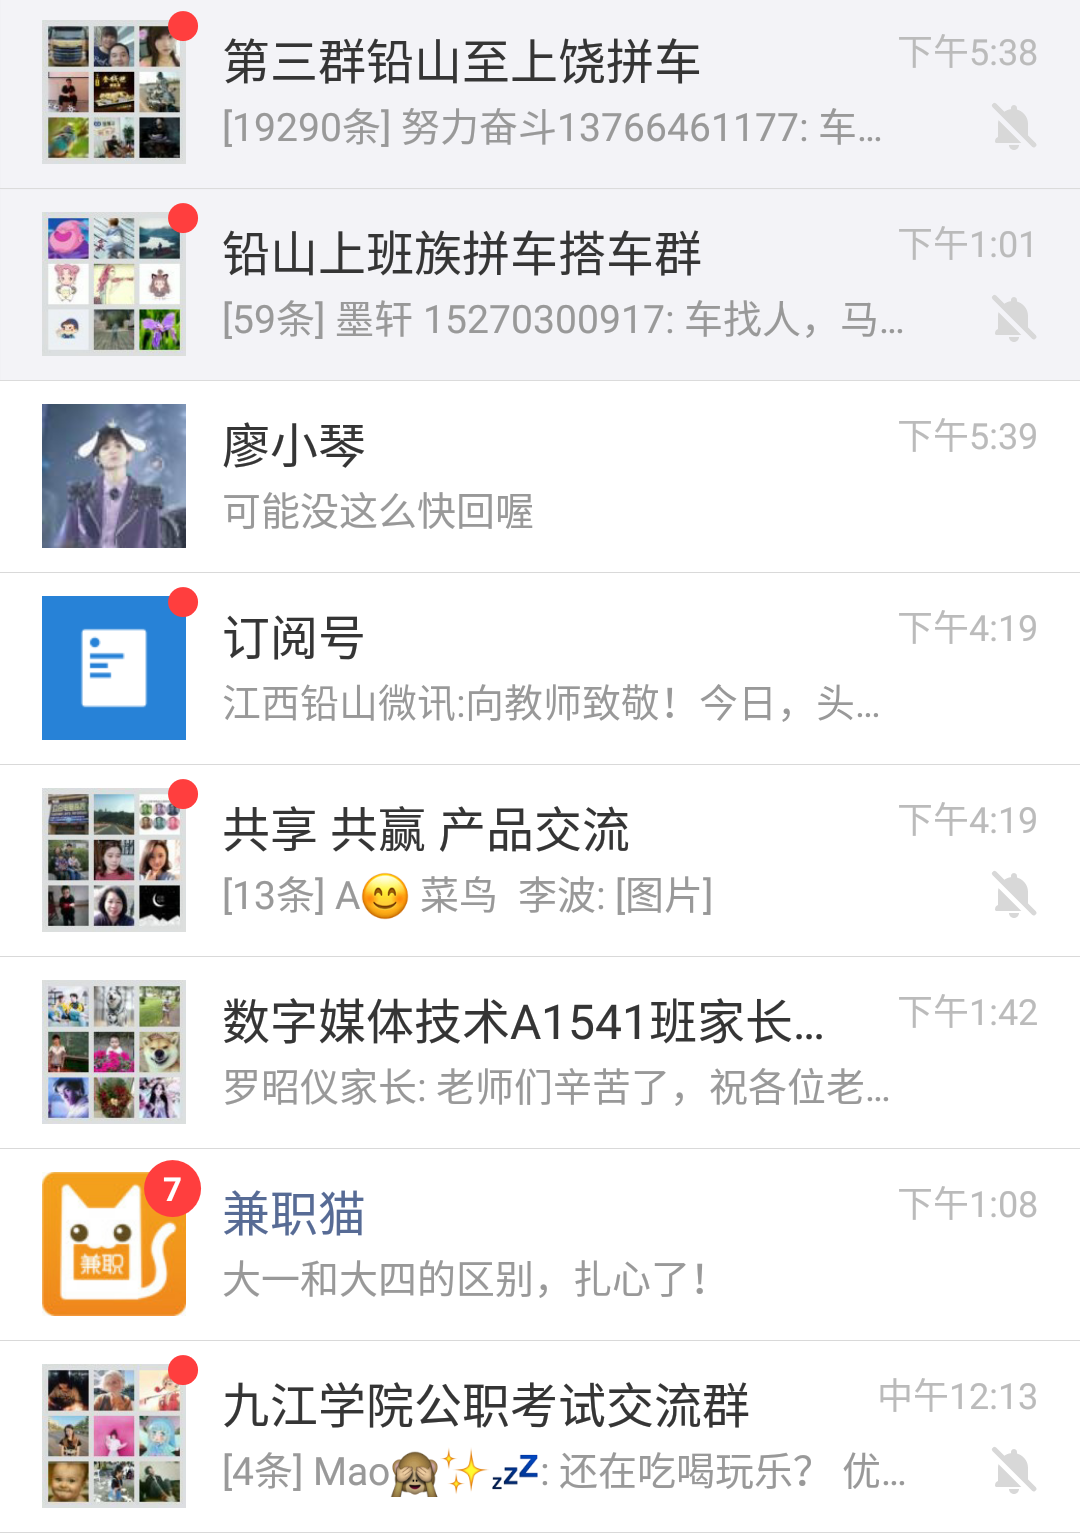 第三群铅山至上饶拼车
下午5:38
[19290条] 努力奋斗13766461177: 车...
铅山上班族拼车搭车群
下午1:01
[59条] 墨轩 15270300917: 车找人，马...
廖小琴
下午5:39
可能没这么快回喔
订阅号
下午4:19
江西铅山微讯:向教师致敬！今日，头...
共享 共赢 产品交流
下午4:19
[13条] A😊 菜鸟 李波: [图片]
数字媒体技术A1541班家长...
下午1:42
罗昭仪家长: 老师们辛苦了，祝各位老...
7
兼职
兼职猫
下午1:08
大一和大四的区别，扎心了！
九江学院公职考试交流群
中午12:13
[4条] Mao🙈✨💤: 还在吃喝玩乐？ 优...